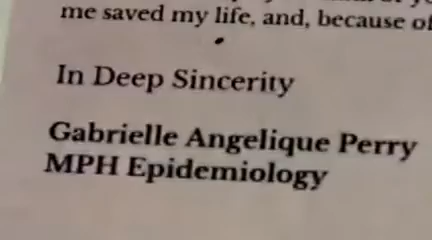 me saved my life, and, because of
In Deep Sincerity
Gabrielle Angelique Perry
MPH Epidemiology